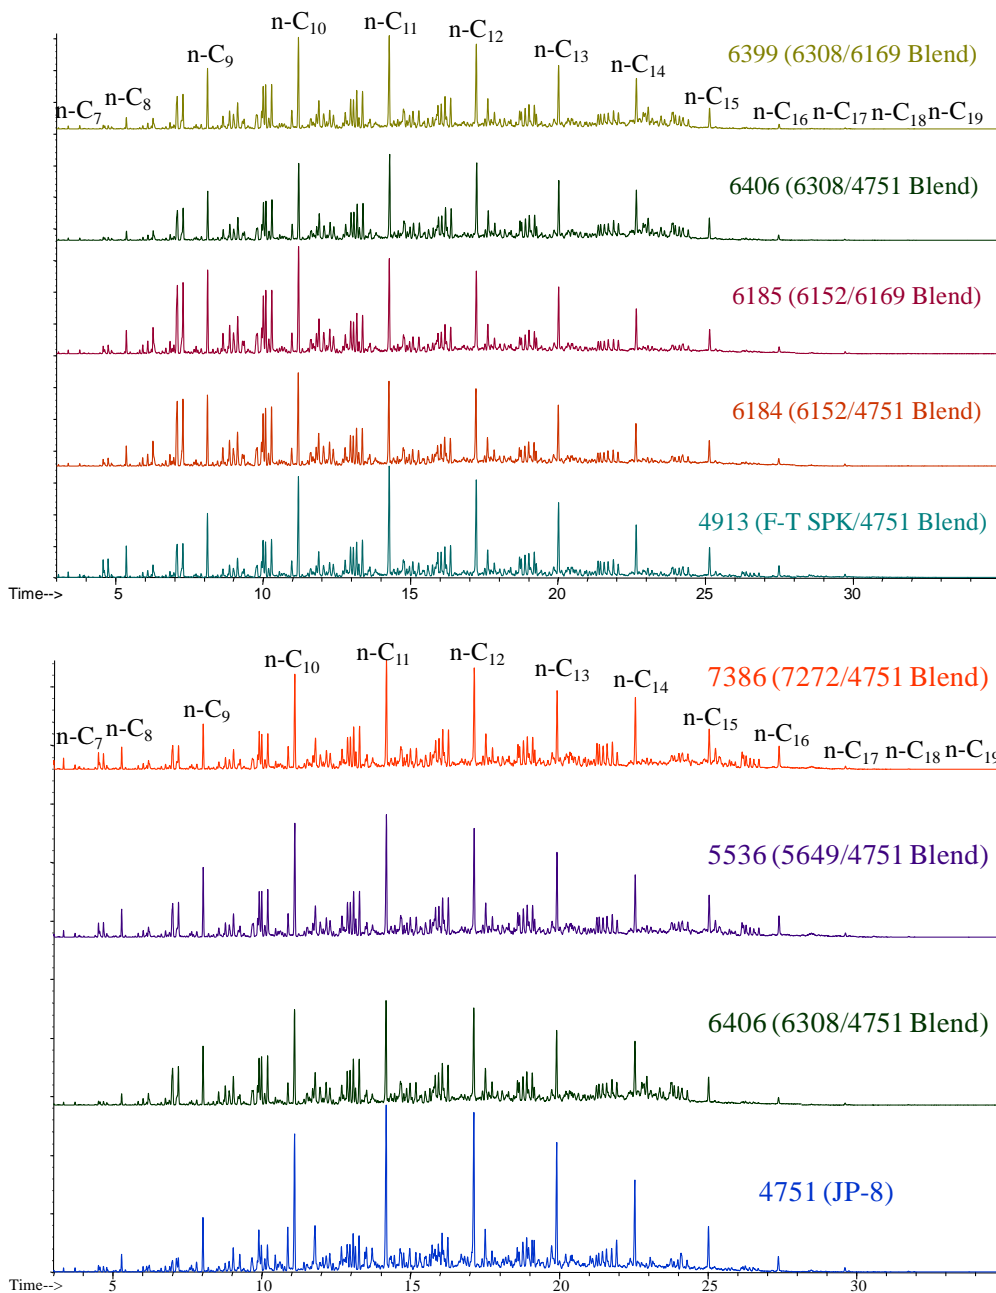 n-C₇ n-C₈ n-C₉ n-C₁₀ n-C₁₁ n-C₁₂ n-C₁₃ n-C₁₄ n-C₁₅ n-C₁₆ n-C₁₇ n-C₁₈ n-C₁₉
6399 (6308/6169 Blend)
6406 (6308/4751 Blend)
6185 (6152/6169 Blend)
6184 (6152/4751 Blend)
4913 (F-T SPK/4751 Blend)
Time--> 5 10 15 20 25 30
n-C₇ n-C₈ n-C₉ n-C₁₀ n-C₁₁ n-C₁₂ n-C₁₃ n-C₁₄ n-C₁₅ n-C₁₆ n-C₁₇ n-C₁₈ n-C₁₉
7386 (7272/4751 Blend)
5536 (5649/4751 Blend)
6406 (6308/4751 Blend)
4751 (JP-8)
Time--> 5 10 15 20 25 30